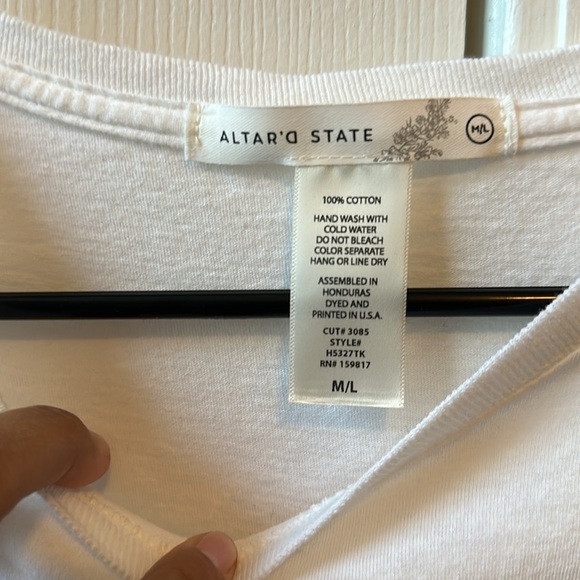 ALTAR'D STATE
M/L
100% COTTON
HAND WASH WITH
COLD WATER
DO NOT BLEACH
COLOR SEPARATE
HANG OR LINE DRY
ASSEMBLED IN
HONDURAS
DYED AND
PRINTED IN U.S.A.
CUT# 3085
STYLE#
H5327TK
RN# 159817
M/L